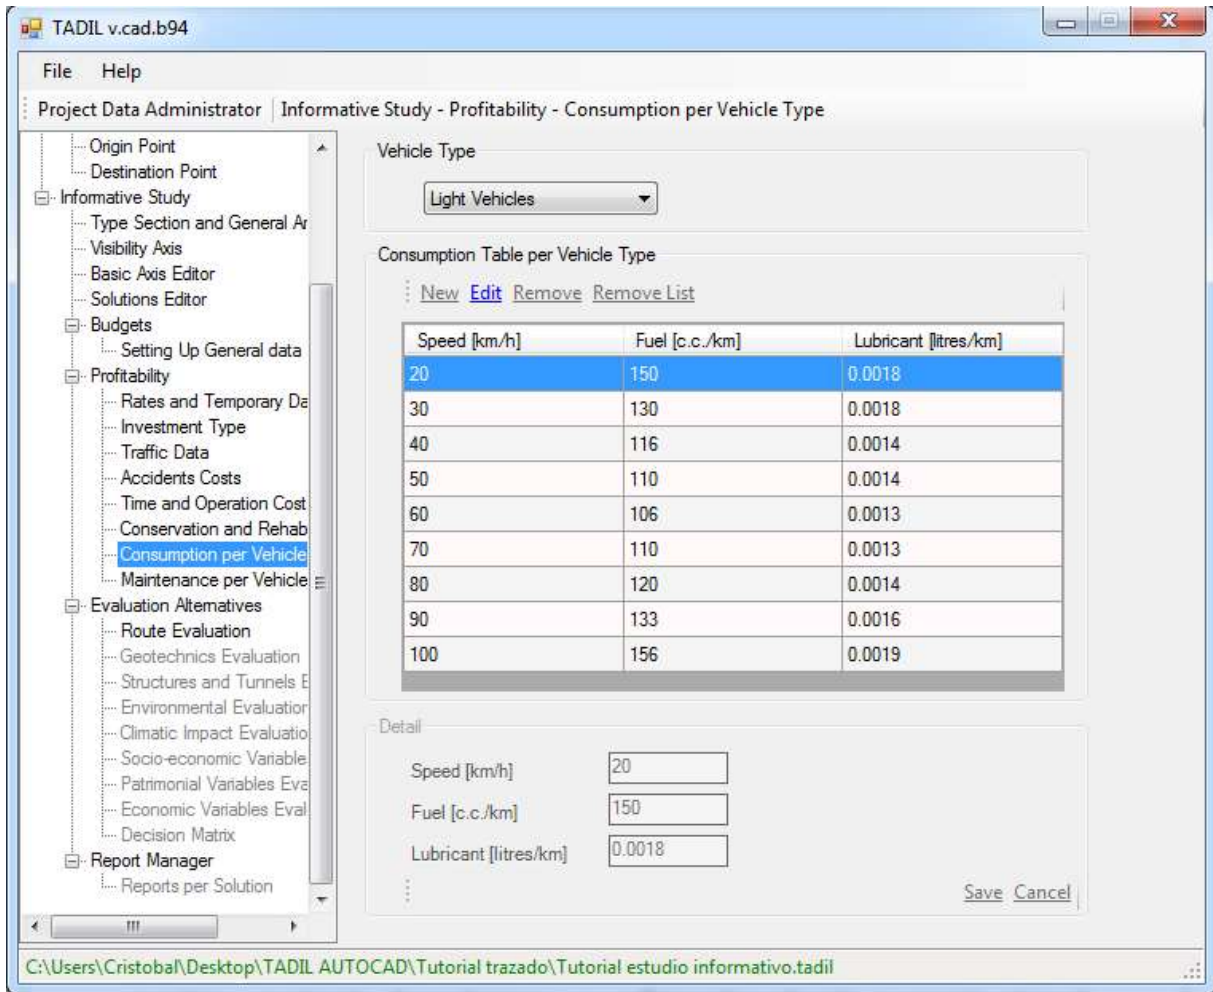 TADIL v.cad.b94
File Help
Project Data Administrator Informative Study - Profitability - Consumption per Vehicle Type
Origin Point
Destination Point
Informative Study
Type Section and General Ar
Visibility Axis
Basic Axis Editor
Solutions Editor
Budgets
Setting Up General data
Profitability
Rates and Temporary Da
Investment Type
Traffic Data
Accidents Costs
Time and Operation Cost
Conservation and Rehab
Consumption per Vehicle
Maintenance per Vehicle
Evaluation Alternatives
Route Evaluation
Geotechnics Evaluation
Structures and Tunnels E
Environmental Evaluation
Climatic Impact Evaluatio
Socio-economic Variable
Patrimonial Variables Eva
Economic Variables Eval
Decision Matrix
Report Manager
Reports per Solution
Vehicle Type
Light Vehicles
Consumption Table per Vehicle Type
New Edit Remove Remove List
Speed [km/h] Fuel [c.c./km] Lubricant [litres/km]
20 150 0.0018
30 130 0.0018
40 116 0.0014
50 110 0.0014
60 106 0.0013
70 110 0.0013
80 120 0.0014
90 133 0.0016
100 156 0.0019
Detail
Speed [km/h] 20
Fuel [c.c./km] 150
Lubricant [litres/km] 0.0018
Save Cancel
C:\Users\Cristobal\Desktop\TADIL AUTOCAD\Tutorial trazado\Tutorial estudio informativo.tadil